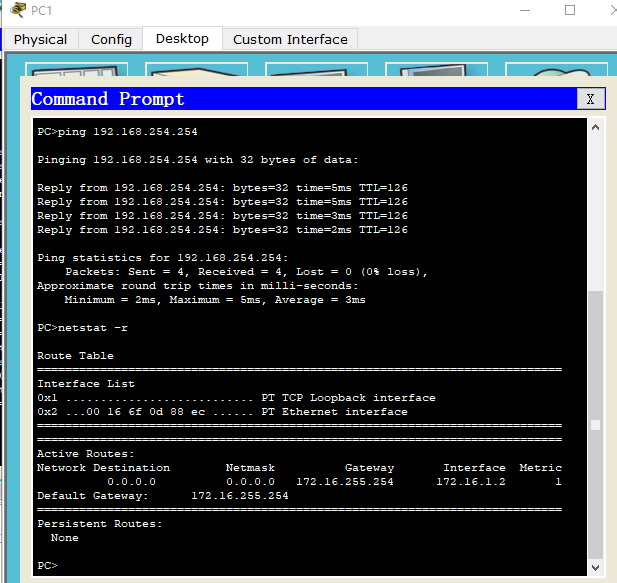 PC1
Physical Config Desktop Custom Interface
Command Prompt X
PC>ping 192.168.254.254
Pinging 192.168.254.254 with 32 bytes of data:
Reply from 192.168.254.254: bytes=32 time=5ms TTL=126
Reply from 192.168.254.254: bytes=32 time=5ms TTL=126
Reply from 192.168.254.254: bytes=32 time=3ms TTL=126
Reply from 192.168.254.254: bytes=32 time=2ms TTL=126
Ping statistics for 192.168.254.254:
Packets: Sent = 4, Received = 4, Lost = 0 (0% loss),
Approximate round trip times in milli-seconds:
Minimum = 2ms, Maximum = 5ms, Average = 3ms
PC>netstat -r
Route Table
===========================================================================
Interface List
0x1 ........................... PT TCP Loopback interface
0x2 ...00 16 6f 0d 88 ec ...... PT Ethernet interface
===========================================================================
===========================================================================
Active Routes:
Network Destination Netmask Gateway Interface Metric
0.0.0.0 0.0.0.0 172.16.255.254 172.16.1.2 1
Default Gateway: 172.16.255.254
===========================================================================
Persistent Routes:
None
PC>